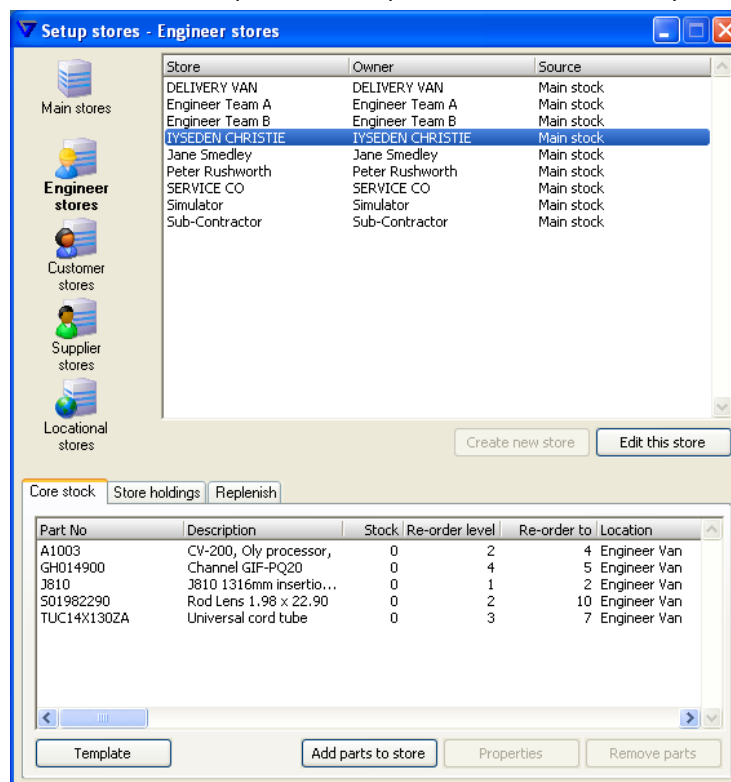 Setup stores - Engineer stores
Main stores
Engineer
stores
Customer
stores
Supplier
stores
Locational
stores
Store Owner Source
DELIVERY VAN DELIVERY VAN Main stock
Engineer Team A Engineer Team A Main stock
Engineer Team B Engineer Team B Main stock
IYSEDEN CHRISTIE IYSEDEN CHRISTIE Main stock
Jane Smedley Jane Smedley Main stock
Peter Rushworth Peter Rushworth Main stock
SERVICE CO SERVICE CO Main stock
Simulator Simulator Main stock
Sub-Contractor Sub-Contractor Main stock
Create new store Edit this store
Core stock Store holdings Replenish
Part No Description Stock Re-order level Re-order to Location
A1003 CV-200, Oly processor, 0 2 4 Engineer Van
GH014900 Channel GIF-PQ20 0 4 5 Engineer Van
J810 J810 1316mm insertio... 0 1 2 Engineer Van
S01982290 Rod Lens 1.98 x 22.90 0 2 10 Engineer Van
TUC14X130ZA Universal cord tube 0 3 7 Engineer Van
Template Add parts to store Properties Remove parts